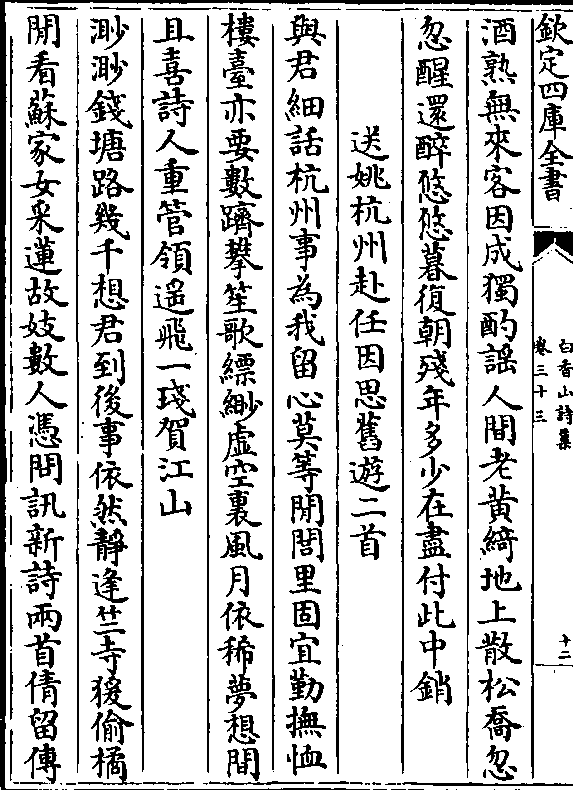 欽定四庫全書
白香山詩集
卷三十三
十二
酒熟無來客因成獨酌謡人間老黃綺地上散松喬忽
忽醒還醉悠悠暮復朝殘年多少在盡付此中銷
送姚杭州赴任因思舊遊二首
與君細話杭州事為我留心莫等閒閭里固宜勤撫恤
樓臺亦要數躋攀笙歌縹緲虛空裏風月依稀夢想間
且喜詩人重管領遥飛一琖賀江山
渺渺錢塘路幾千想君到後事依然靜逢竺寺猨偷橘
閒看蘇家女采蓮故妓數人憑問訊新詩兩首倩留傳